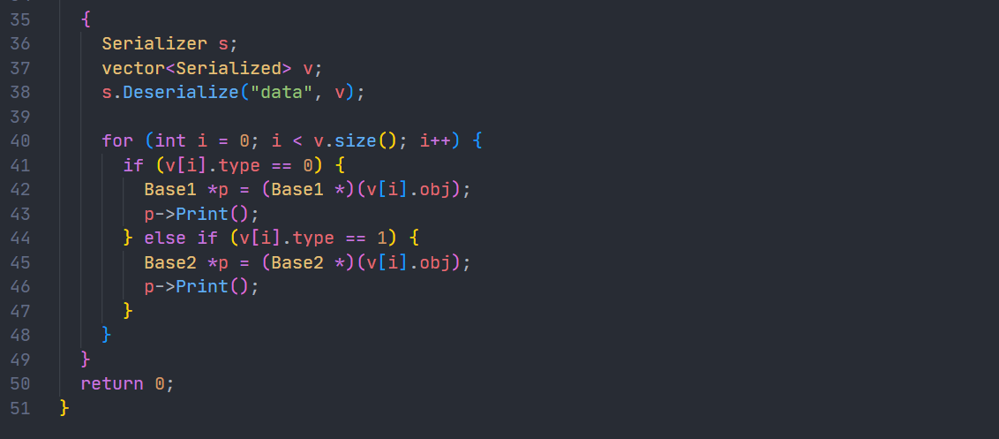 35 {
36 Serializer s;
37 vector<Serialized> v;
38 s.Deserialize("data", v);
39
40 for (int i = 0; i < v.size(); i++) {
41 if (v[i].type == 0) {
42 Base1 *p = (Base1 *)(v[i].obj);
43 p->Print();
44 } else if (v[i].type == 1) {
45 Base2 *p = (Base2 *)(v[i].obj);
46 p->Print();
47 }
48 }
49 }
50 return 0;
51 }